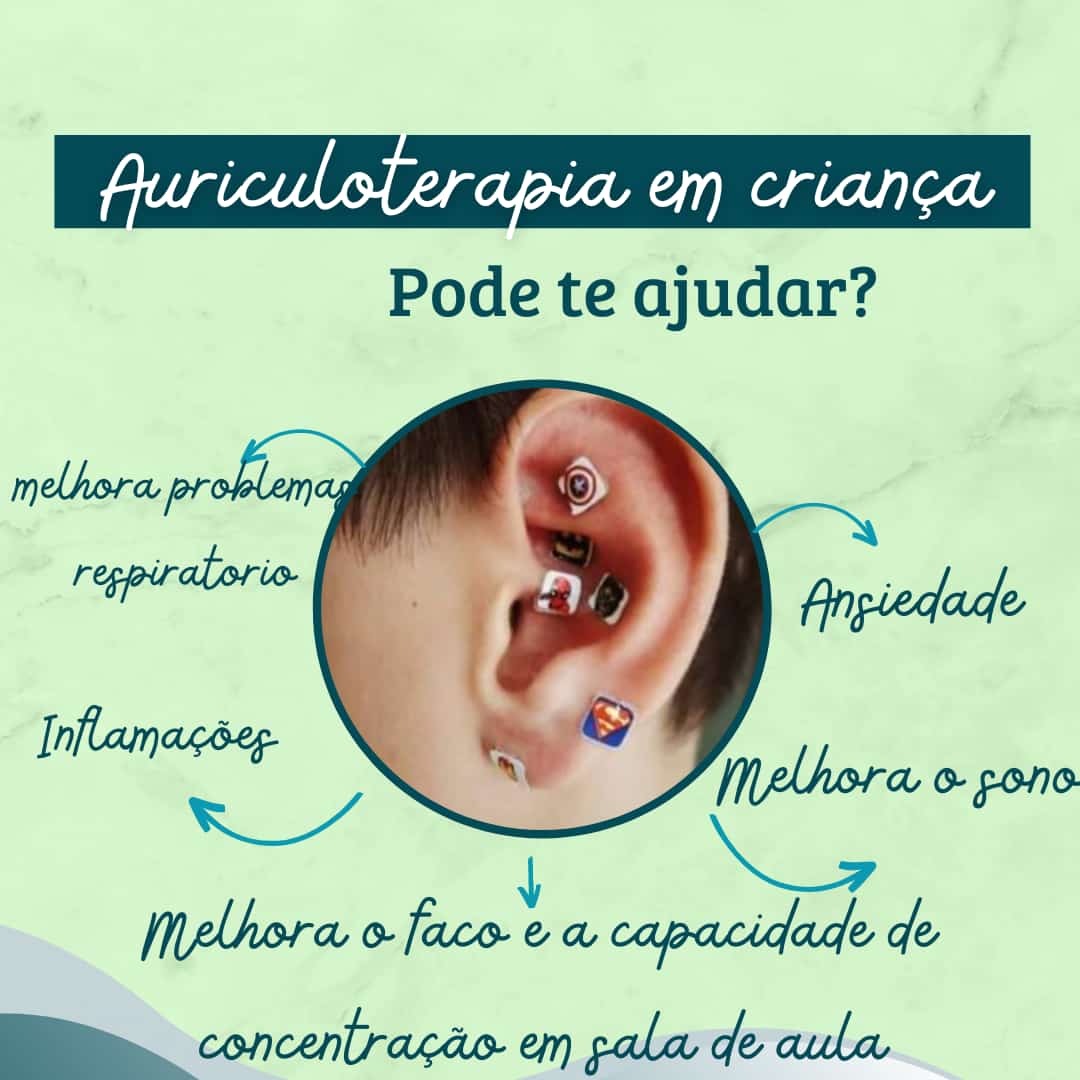 Auriculoterapia em criança
Pode te ajudar?
melhora problemas
respiratorio
Ansiedade
Inflamações
Melhora o sono
Melhora o faco e a capacidade de
concentração em sala de aula